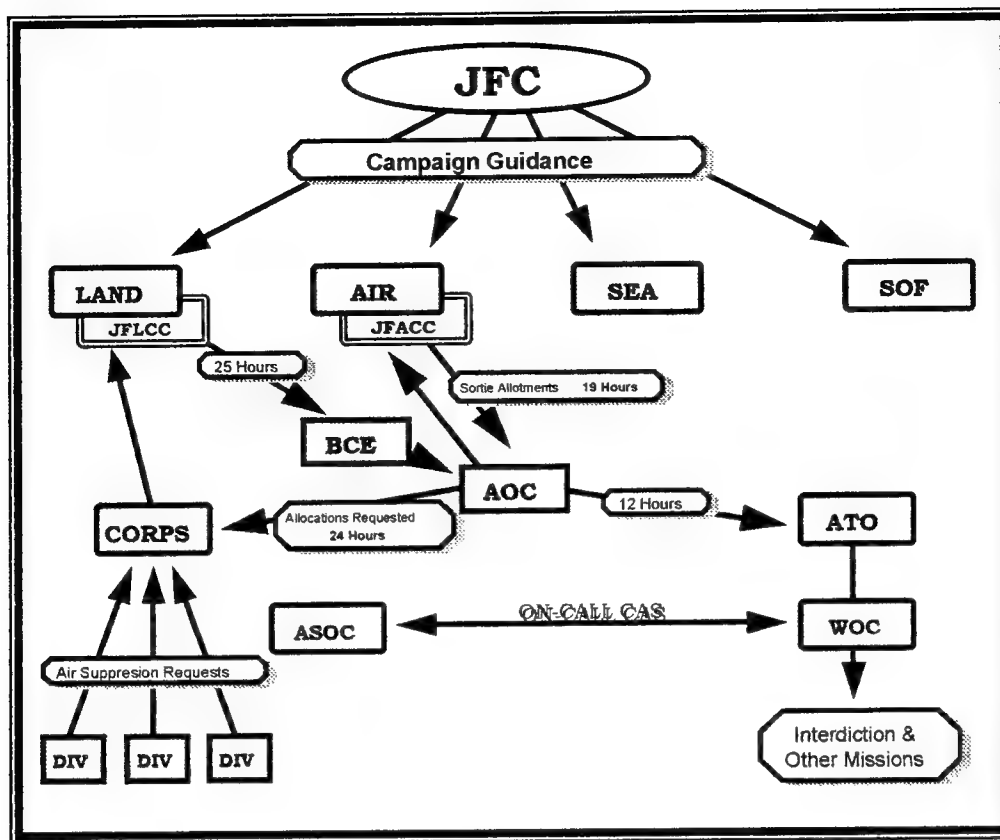 JFC
Campaign Guidance
LAND
JFLCC
AIR
JFACC
SEA
SOF
25 Hours
Sortie Allotments 19 Hours
BCE
AOC
Allocations Requested
24 Hours
12 Hours
CORPS
ATO
ASOC
ON-CALL CAS
WOC
Air Suppresion Requests
DIV
DIV
DIV
Interdiction &
Other Missions